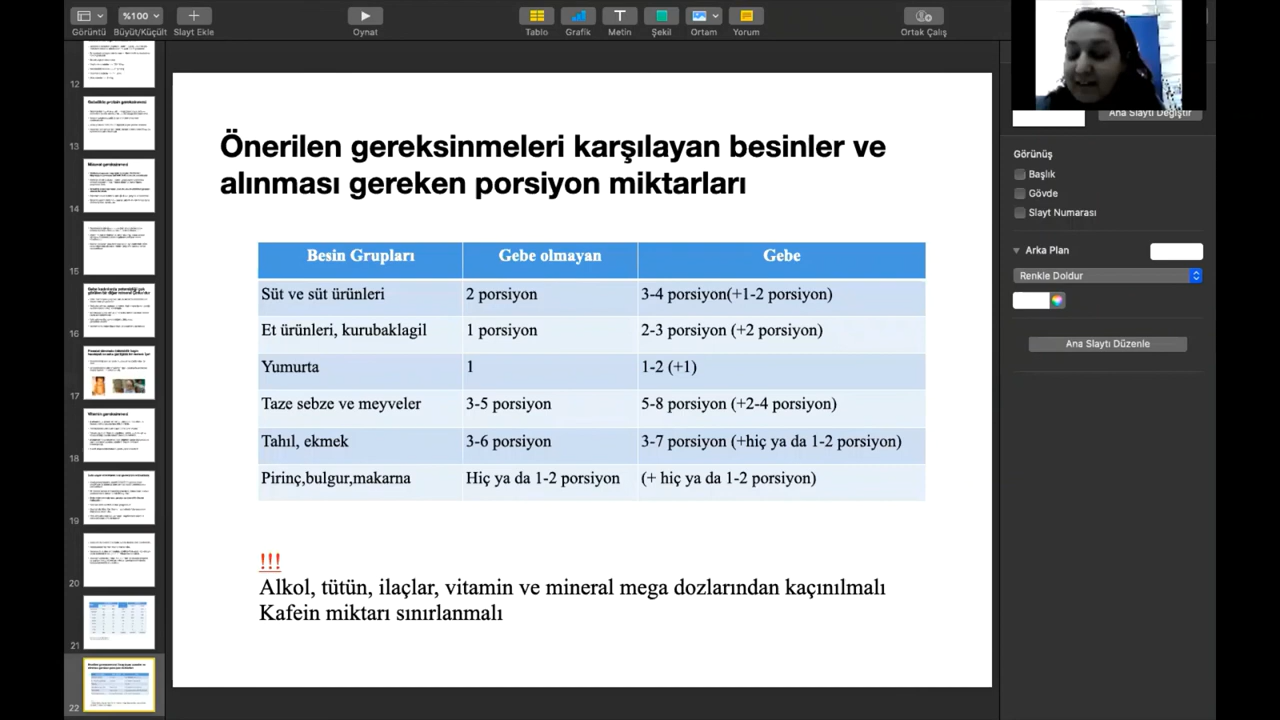 %100
Görüntü
Büyüt/Küçült
Slayt Ekle
Oynat
Tablo
Grafik
Metin
Şekil
Ortam
Yorum
Ortak Çalış
Önerilen gereksinmeleri karşılayan besinler ve
alınması gereken porsiyon miktarları
Besin Grupları Gebe olmayan Gebe
Süt ve süt ürünleri 2 porsiyon 3-4 porsiyon (+1-2 porsiyon)
Et ürünleri, kurubaklagil 1 porsiyon 2-3 porsiyon (+2 porsiyon)
Yumurta 1 1-2 (+1)
Taze sebze ve meyveler 3-5 porsiyon 5-8 porsiyon (+2-4 porsiyon)
Tahıl, ekmek 3-6 porsiyon 4-7 porsiyon (+hiç ya da 1-2 porsiyon)
Pirinç,bulgur,makarna Hiç ya da 1-2 porsiyon (+ hiç ya da 1-2 porsiyon)
!!!
Alkol, tütün, ilaçlar, vitamin ve mineral mega dozlarından kaçınmalı
Kafein miktarı sınırlanmalı
Ana Slaytı Değiştir
Görünüş
Başlık
Gövde
Slayt Numarası
Arka Plan
Renkle Doldur
Ana Slaytı Düzenle
12
13
14
15
16
17
18
19
20
21
22